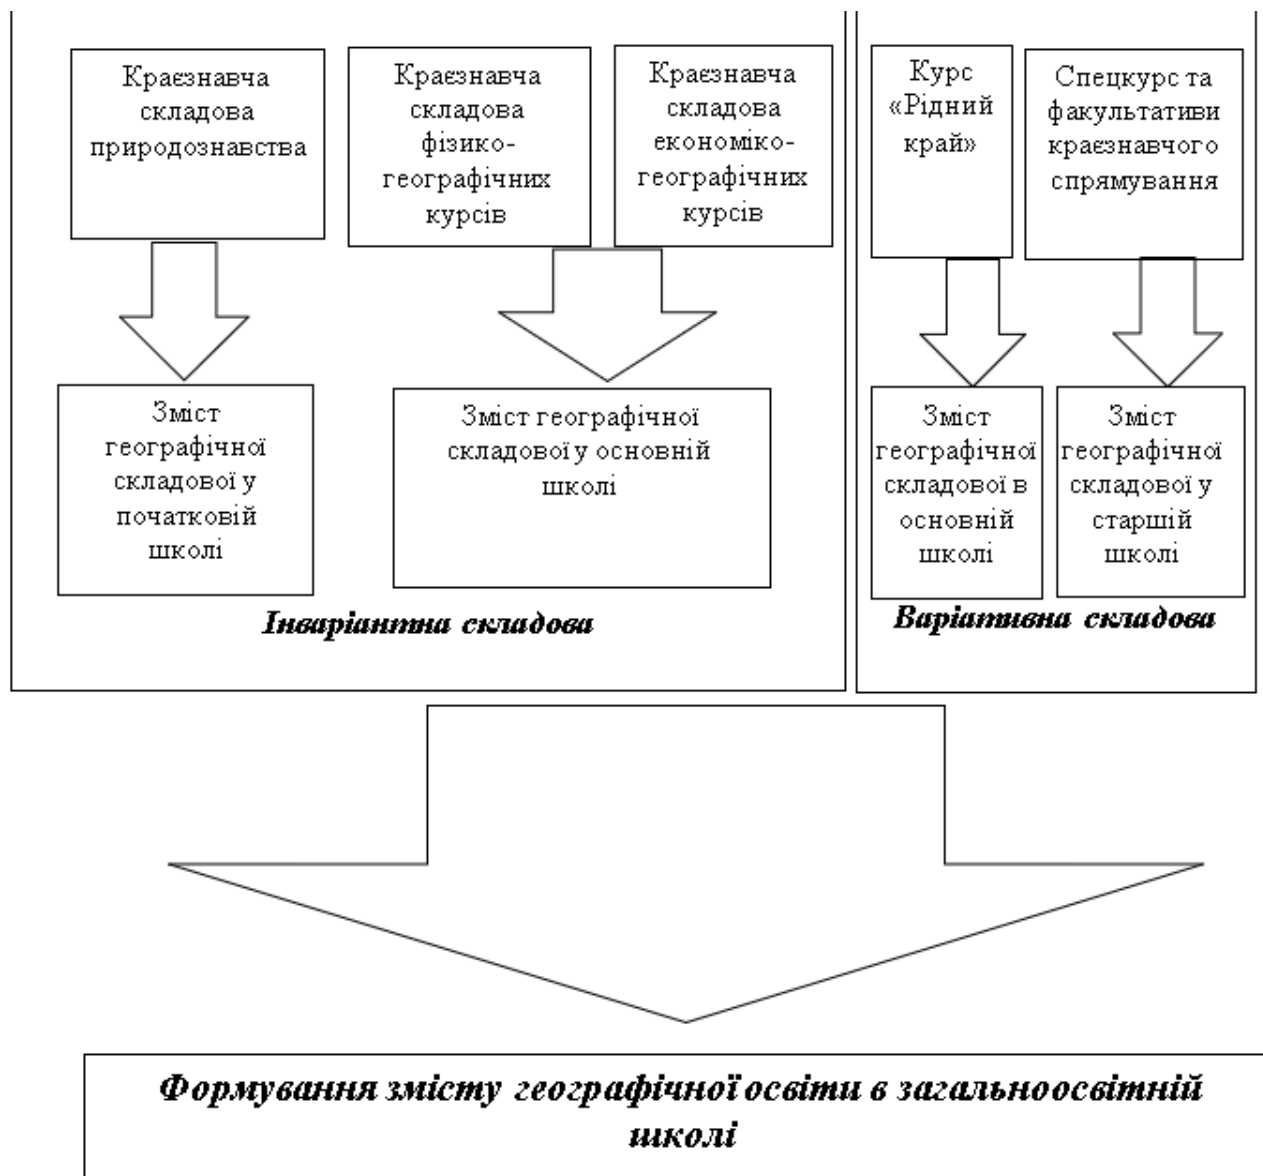 Краєзнавча
складова
природознавства
Краєзнавча
складова
фізико-
географічних
курсів
Краєзнавча
складова
економіко-
географічних
курсів
Курс
«Рідний
край»
Спецкурс та
факультативи
краєзнавчого
спрямування
Зміст
географічної
складової у
початковій
школі
Зміст географічної
складової у основній
школі
Зміст
географічної
складової в
основній
школі
Зміст
географічної
складової у
старшій
школі
Інваріантна складова
Варіативна складова
Формування змісту географічної освіти в загальноосвітній
школі